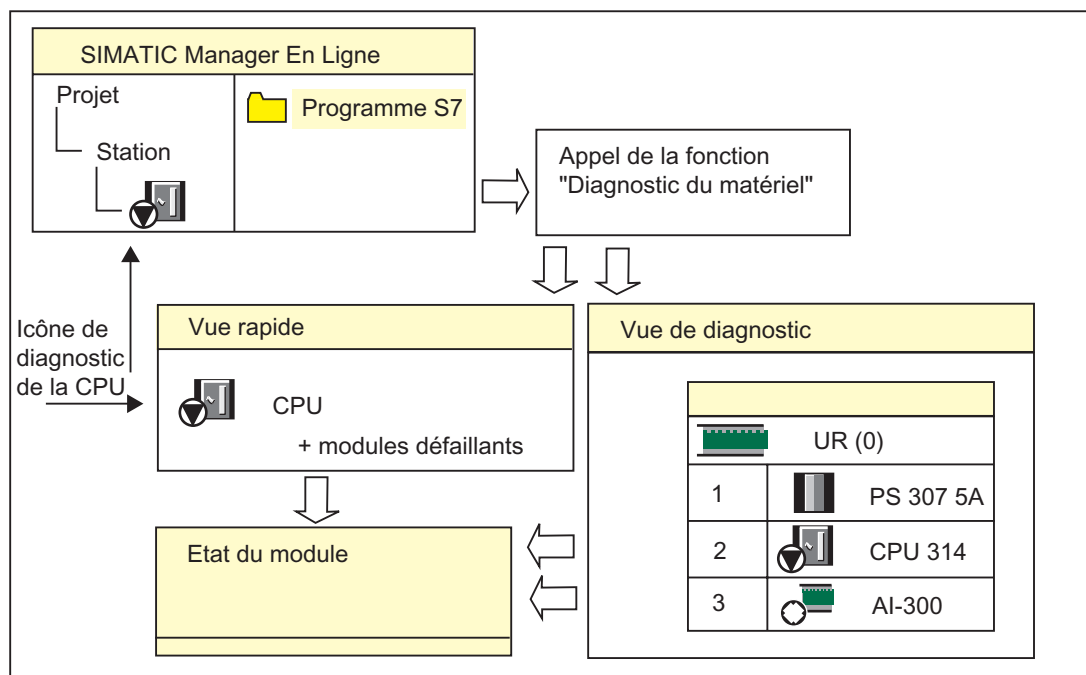 SIMATIC Manager En Ligne
Projet
Station
Programme S7
Appel de la fonction
"Diagnostic du matériel"
Icône de
diagnostic
de la CPU
Vue rapide
CPU
+ modules défaillants
Vue de diagnostic
UR (0)
1 PS 307 5A
2 CPU 314
3 AI-300
Etat du module